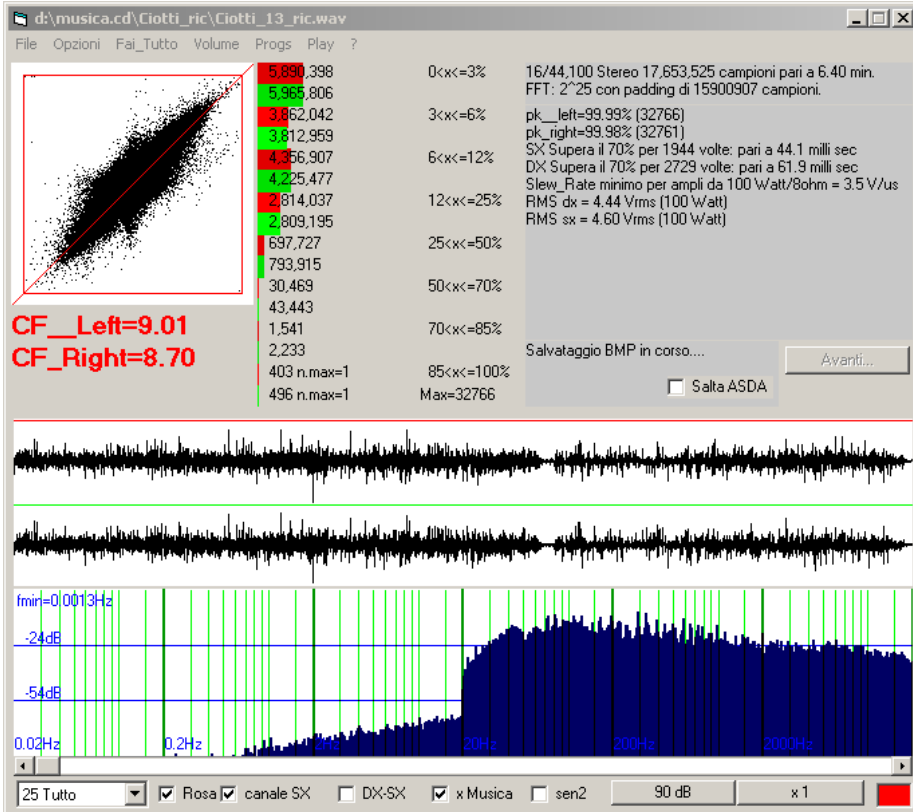 d:\musica.cd\Ciotti_ric\Ciotti_13_ric.wav
File Opzioni Fai_Tutto Volume Progs Play ?
5,890,398 0<x<=3%
5,965,806
3,862,042 3<x<=6%
3,812,959
4,356,907 6<x<=12%
4,225,477
2,814,037 12<x<=25%
2,809,195
697,727 25<x<=50%
793,915
30,469 50<x<=70%
43,443
1,541 70<x<=85%
2,233
403 n.max=1 85<x<=100%
496 n.max=1 Max=32766
CF__Left=9.01
CF_Right=8.70
16/44,100 Stereo 17,653,525 campioni pari a 6.40 min.
FFT: 2^25 con padding di 15900907 campioni.
pk__left=99.99% (32766)
pk_right=99.98% (32761)
SX Supera il 70% per 1944 volte: pari a 44.1 milli sec
DX Supera il 70% per 2729 volte: pari a 61.9 milli sec
Slew_Rate minimo per ampli da 100 Watt/8ohm = 3.5 V/us
RMS dx = 4.44 Vrms (100 Watt)
RMS sx = 4.60 Vrms (100 Watt)
Salvataggio BMP in corso....
Avanti...
Salta ASDA
fmin=0.0013Hz
-24dB
-54dB
0.02Hz 0.2Hz 2Hz 20Hz 200Hz 2000Hz
25 Tutto Rosa canale SX DX-SX x Musica sen2 90 dB x 1